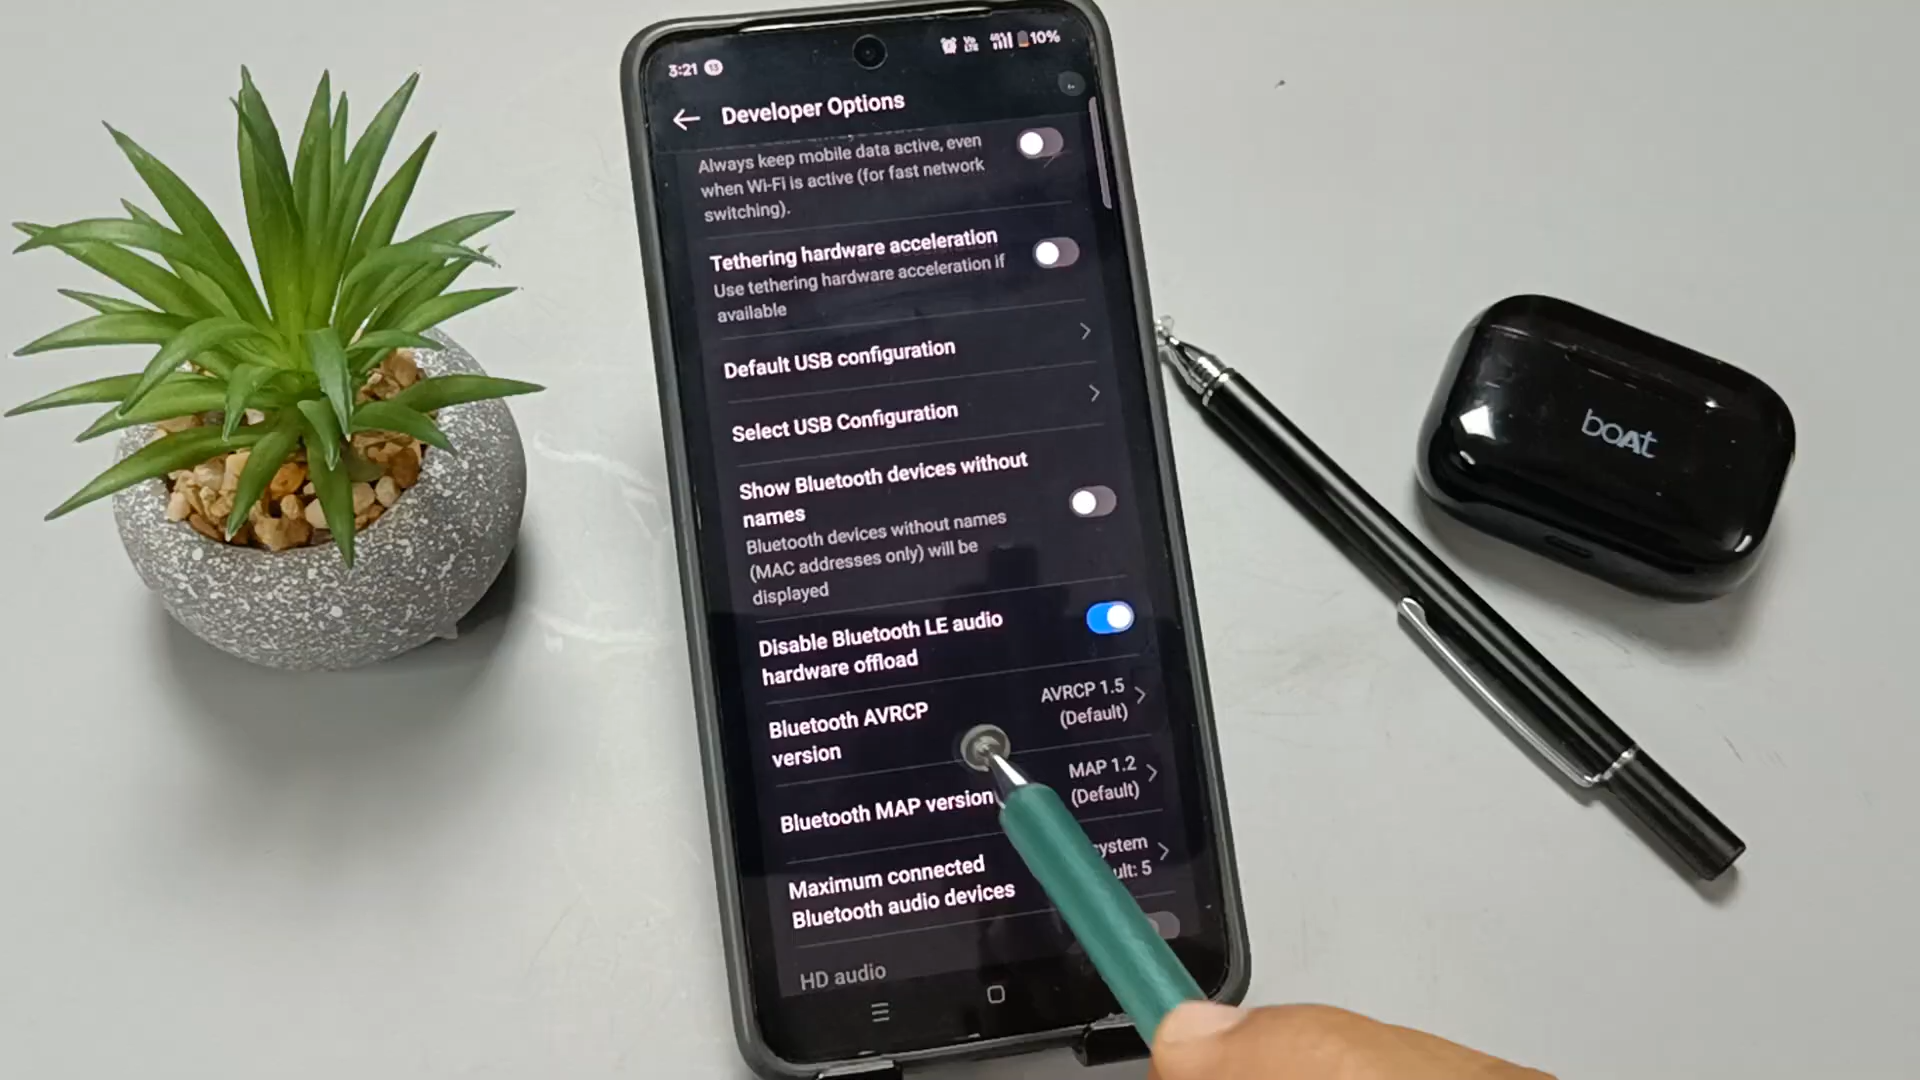 3:21 13
10%
Developer Options
Always keep mobile data active, even
when Wi-Fi is active (for fast network
switching).
Tethering hardware acceleration
Use tethering hardware acceleration if
available
Default USB configuration
Select USB Configuration
Show Bluetooth devices without
names
Bluetooth devices without names
(MAC addresses only) will be
displayed
Disable Bluetooth LE audio
hardware offload
Bluetooth AVRCP
version
AVRCP 1.5
(Default)
Bluetooth MAP version
MAP 1.2
(Default)
Maximum connected
Bluetooth audio devices
5
HD audio
boAt